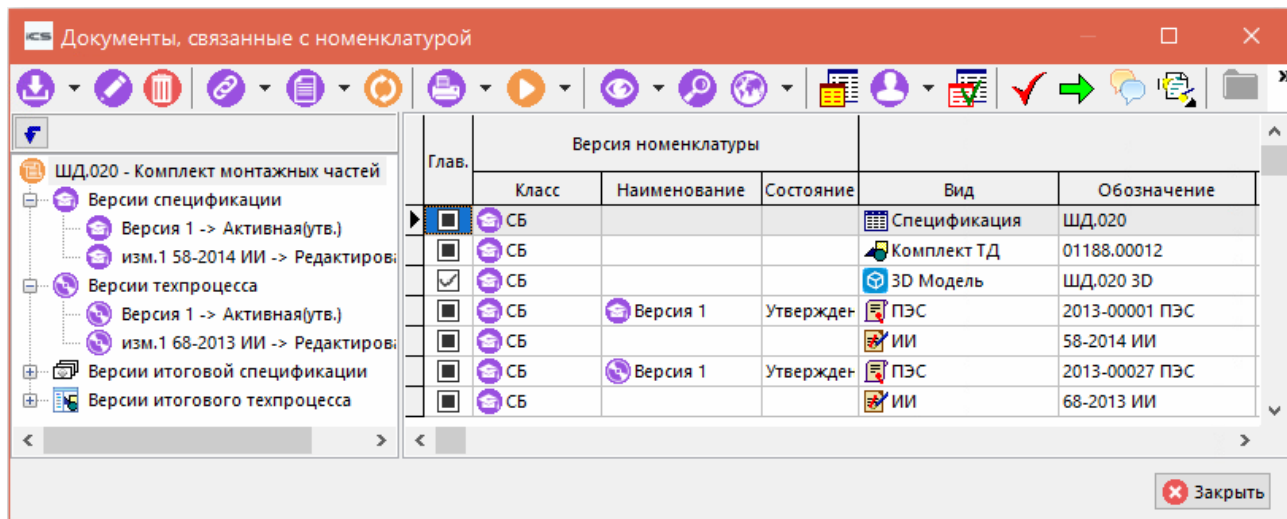 iCS Документы, связанные с номенклатурой
ШД.020 - Комплект монтажных частей
Версии спецификации
Версия 1 -> Активная(утв.)
изм.1 58-2014 ИИ -> Редактирова
Версии техпроцесса
Версия 1 -> Активная(утв.)
изм.1 68-2013 ИИ -> Редактирова
Версии итоговой спецификации
Версии итогового техпроцесса
Глав. Версия номенклатуры
Класс Наименование Состояние Вид Обозначение
СБ Спецификация ШД.020
СБ Комплект ТД 01188.00012
СБ 3D Модель ШД.020 3D
СБ Версия 1 Утвержден ПЭС 2013-00001 ПЭС
СБ ИИ 58-2014 ИИ
СБ Версия 1 Утвержден ПЭС 2013-00027 ПЭС
СБ ИИ 68-2013 ИИ
Закрыть